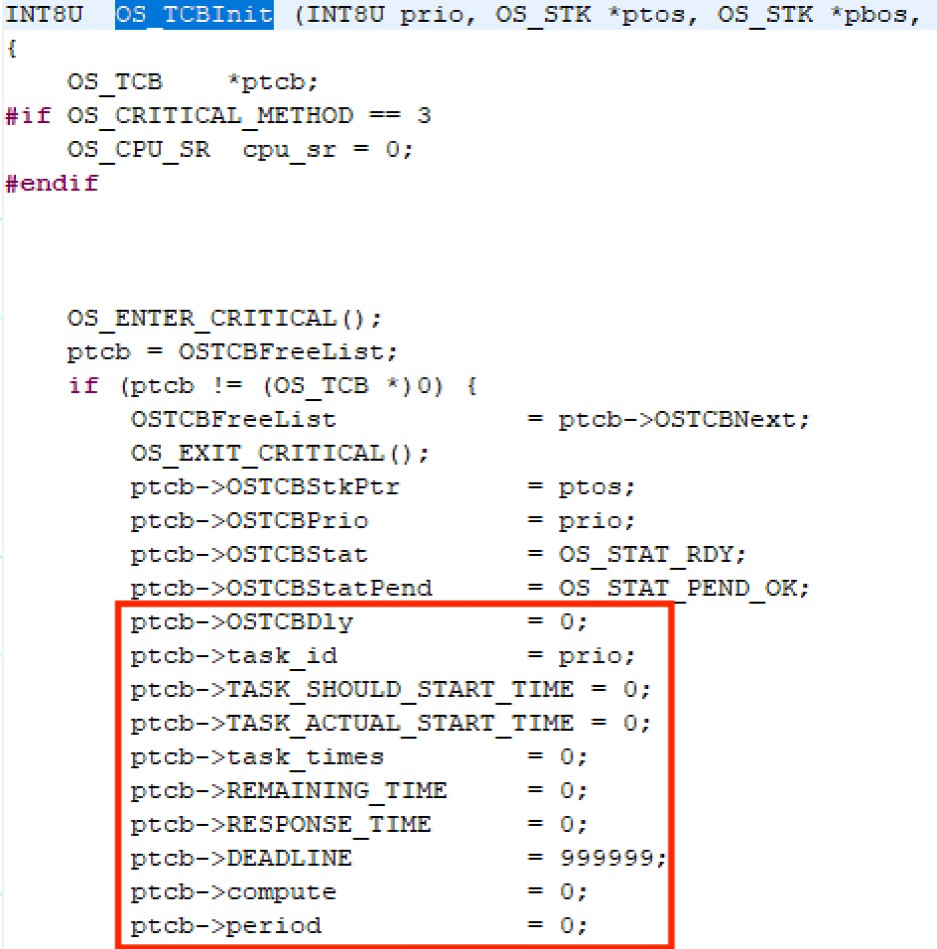 INT8U  OS_TCBInit (INT8U prio, OS_STK *ptos, OS_STK *pbos,
{
    OS_TCB    *ptcb;
#if OS_CRITICAL_METHOD == 3
    OS_CPU_SR  cpu_sr = 0;
#endif
    OS_ENTER_CRITICAL();
    ptcb = OSTCBFreeList;
    if (ptcb != (OS_TCB *)0) {
        OSTCBFreeList            = ptcb->OSTCBNext;
        OS_EXIT_CRITICAL();
        ptcb->OSTCBStkPtr        = ptos;
        ptcb->OSTCBPrio          = prio;
        ptcb->OSTCBStat          = OS_STAT_RDY;
        ptcb->OSTCBStatPend      = OS_STAT_PEND_OK;
        ptcb->OSTCBDly           = 0;
        ptcb->task_id            = prio;
        ptcb->TASK_SHOULD_START_TIME = 0;
        ptcb->TASK_ACTUAL_START_TIME = 0;
        ptcb->task_times         = 0;
        ptcb->REMAINING_TIME     = 0;
        ptcb->RESPONSE_TIME      = 0;
        ptcb->DEADLINE           = 999999;
        ptcb->compute            = 0;
        ptcb->period             = 0;